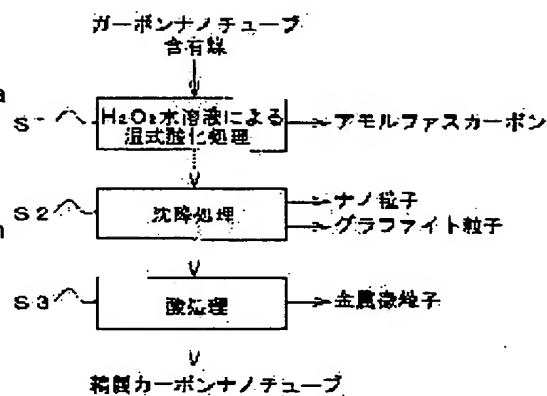 カーボンナノチューブ
含有煤
a
S
H₂O₂水溶液による
湿式酸化処理
アモルファスカーボン
S2
沈降処理
ナノ粒子
グラファイト粒子
n
S3
酸処理
金属微粒子
精製カーボンナノチューブ